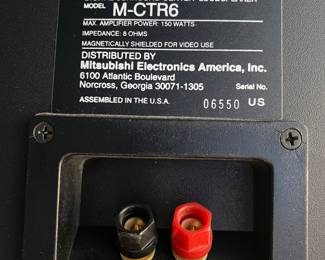 MODEL M-CTR6
MAX. AMPLIFIER POWER: 150 WATTS
IMPEDANCE: 8 OHMS
MAGNETICALLY SHIELDED FOR VIDEO USE
DISTRIBUTED BY
Mitsubishi Electronics America, Inc.
6100 Atlantic Boulevard
Norcross, Georgia 30071-1305
Serial No.
ASSEMBLED IN THE U.S.A.
06550 US